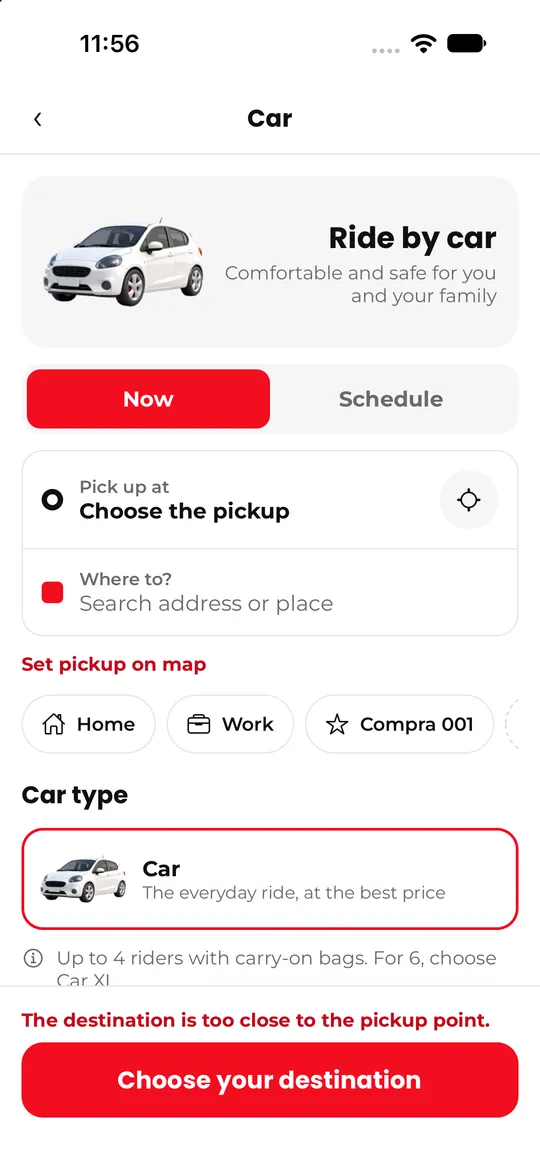 11:56
Car
Ride by car
Comfortable and safe for you
and your family
Now
Schedule
Pick up at
Choose the pickup
Where to?
Search address or place
Set pickup on map
Home
Work
Compra 001
Car type
Car
The everyday ride, at the best price
Up to 4 riders with carry-on bags. For 6, choose
Car XL
The destination is too close to the pickup point.
Choose your destination